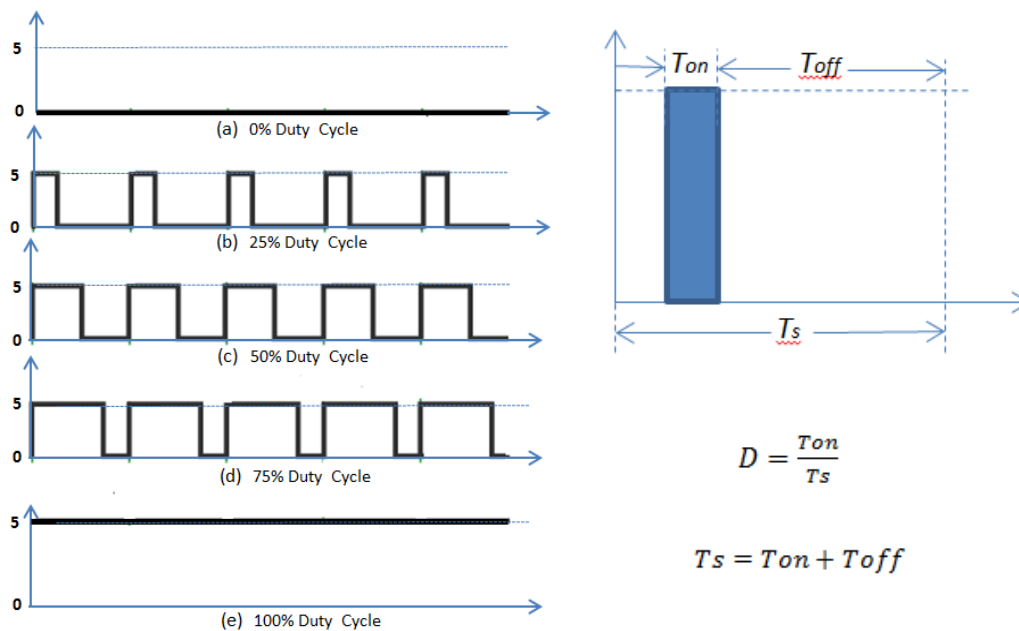 5
0
(a) 0% Duty Cycle
5
0
(b) 25% Duty Cycle
5
0
(c) 50% Duty Cycle
5
0
(d) 75% Duty Cycle
5
0
(e) 100% Duty Cycle
Ton Toff
Ts
D = Ton/Ts
Ts = Ton + Toff